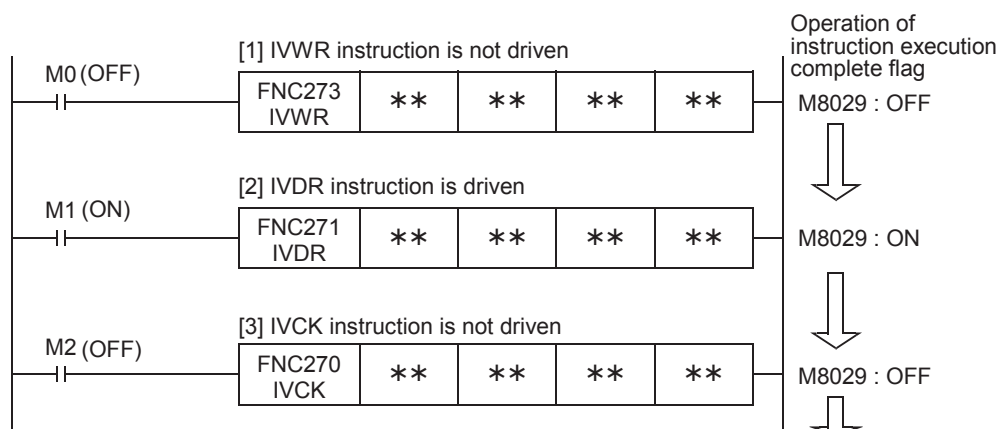 Operation of
instruction execution
complete flag
[1] IVWR instruction is not driven
M0 (OFF)
FNC273
IVWR
** ** ** **
M8029 : OFF
[2] IVDR instruction is driven
M1 (ON)
FNC271
IVDR
** ** ** **
M8029 : ON
[3] IVCK instruction is not driven
M2 (OFF)
FNC270
IVCK
** ** ** **
M8029 : OFF